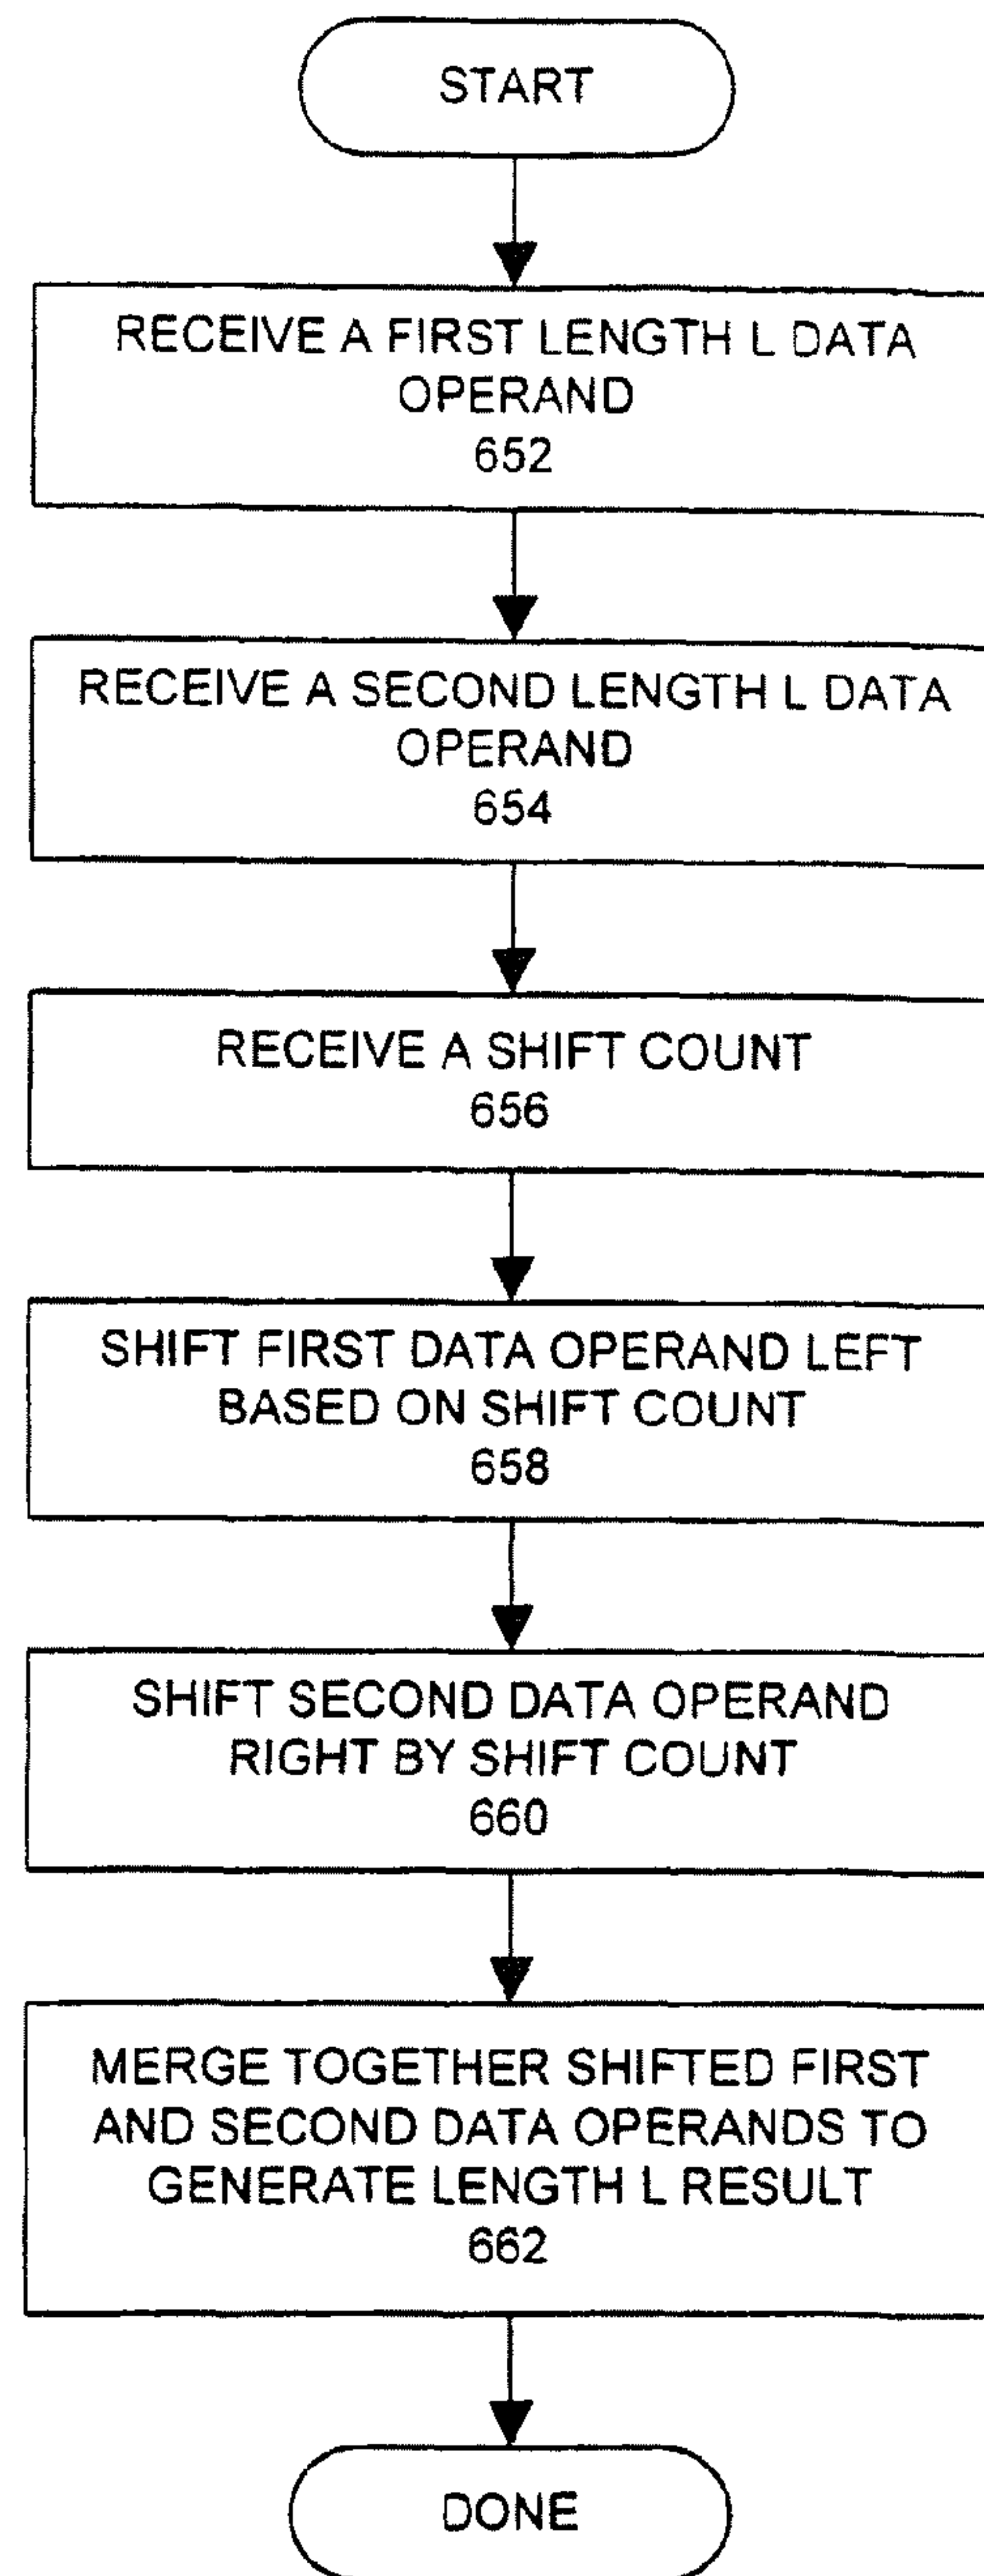 START
RECEIVE A FIRST LENGTH L DATA
OPERAND
652
RECEIVE A SECOND LENGTH L DATA
OPERAND
654
RECEIVE A SHIFT COUNT
656
SHIFT FIRST DATA OPERAND LEFT
BASED ON SHIFT COUNT
658
SHIFT SECOND DATA OPERAND
RIGHT BY SHIFT COUNT
660
MERGE TOGETHER SHIFTED FIRST
AND SECOND DATA OPERANDS TO
GENERATE LENGTH L RESULT
662
DONE